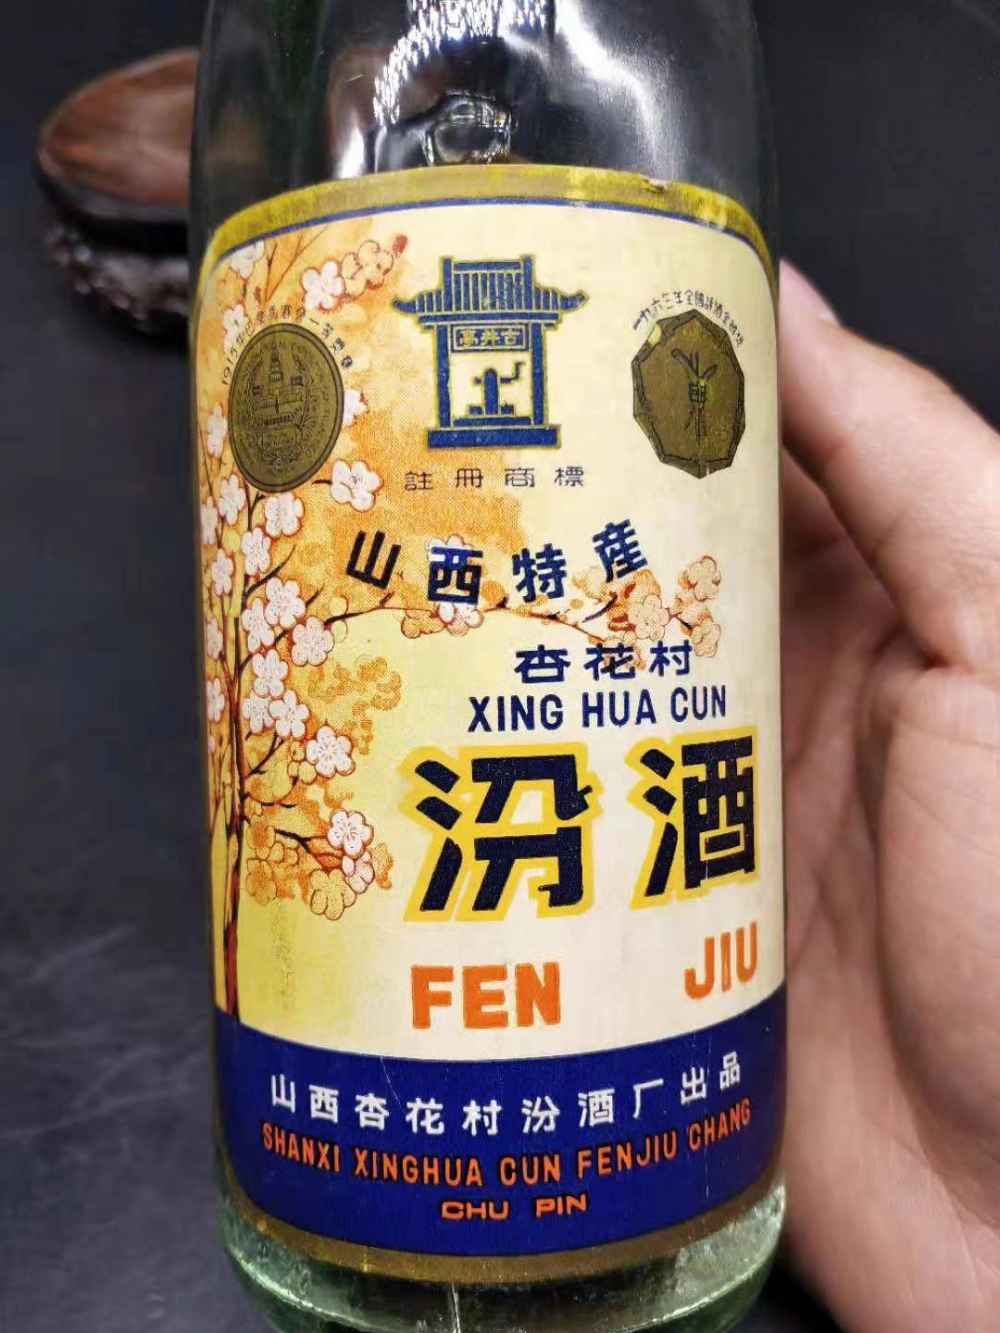 古井亭
註冊商標
山西特産
杏花村
XING HUA CUN
汾酒
FEN JIU
山西杏花村汾酒厂出品
SHANXI XINGHUA CUN FENJIU CHANG
CHU PIN